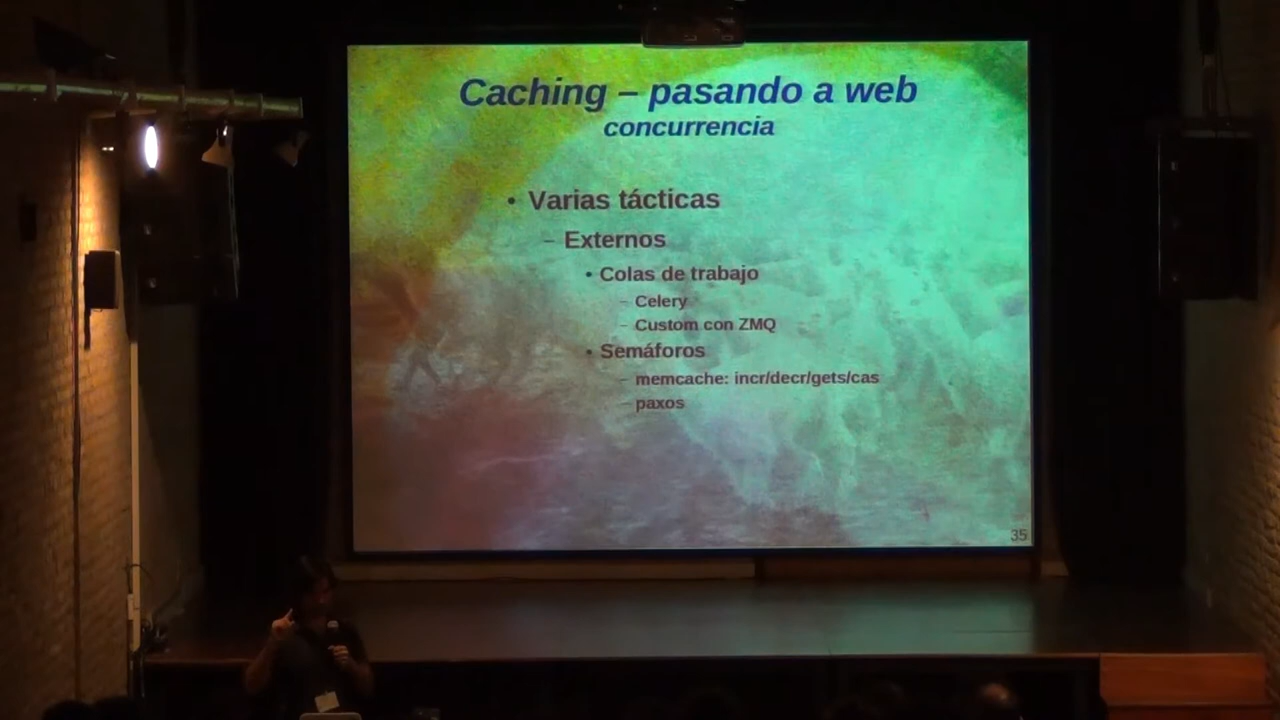 Caching – pasando a web
concurrencia
• Varias tácticas
– Externos
• Colas de trabajo
– Celery
– Custom con ZMQ
• Semáforos
– memcache: incr/decr/gets/cas
– paxos
35